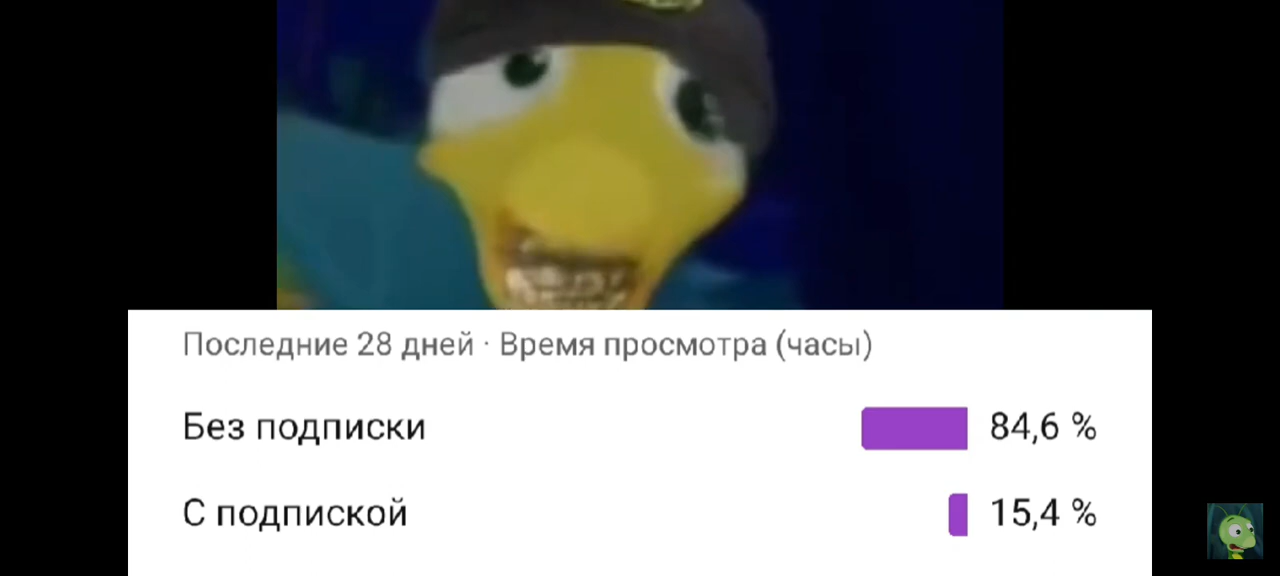 Последние 28 дней · Время просмотра (часы)
Без подписки 84,6 %
С подпиской 15,4 %